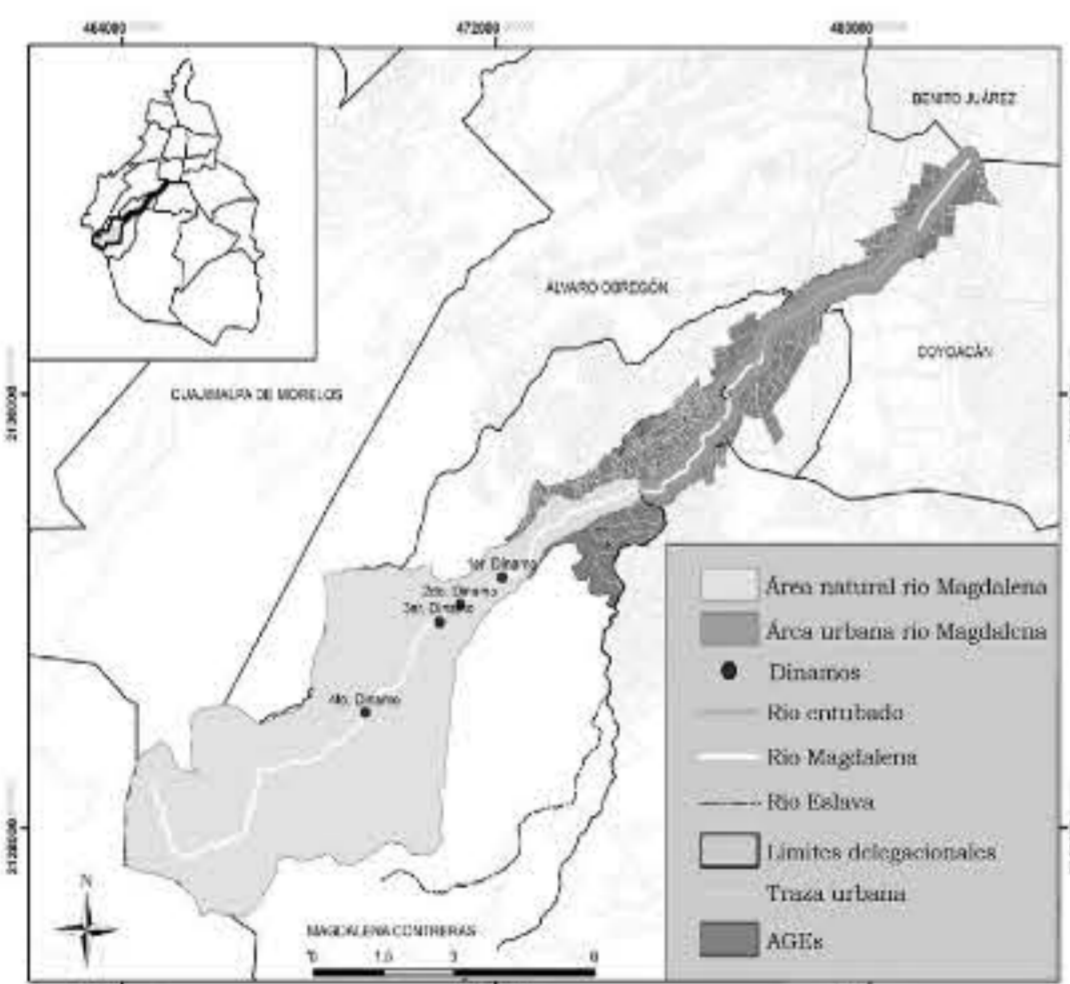 464000
472000
480000
BENITO JUÁREZ
ÁLVARO OBREGÓN
COYOACÁN
CUAJIMALPA DE MORELOS
2136000
1er. Dinamo
2do. Dinamo
3er. Dinamo
4to. Dinamo
2128000
N
MAGDALENA CONTRERAS
0 1.5 3 6
Área natural río Magdalena
Área urbana río Magdalena
Dinamos
Río entubado
Río Magdalena
Río Eslava
Límites delegacionales
Traza urbana
AGEs